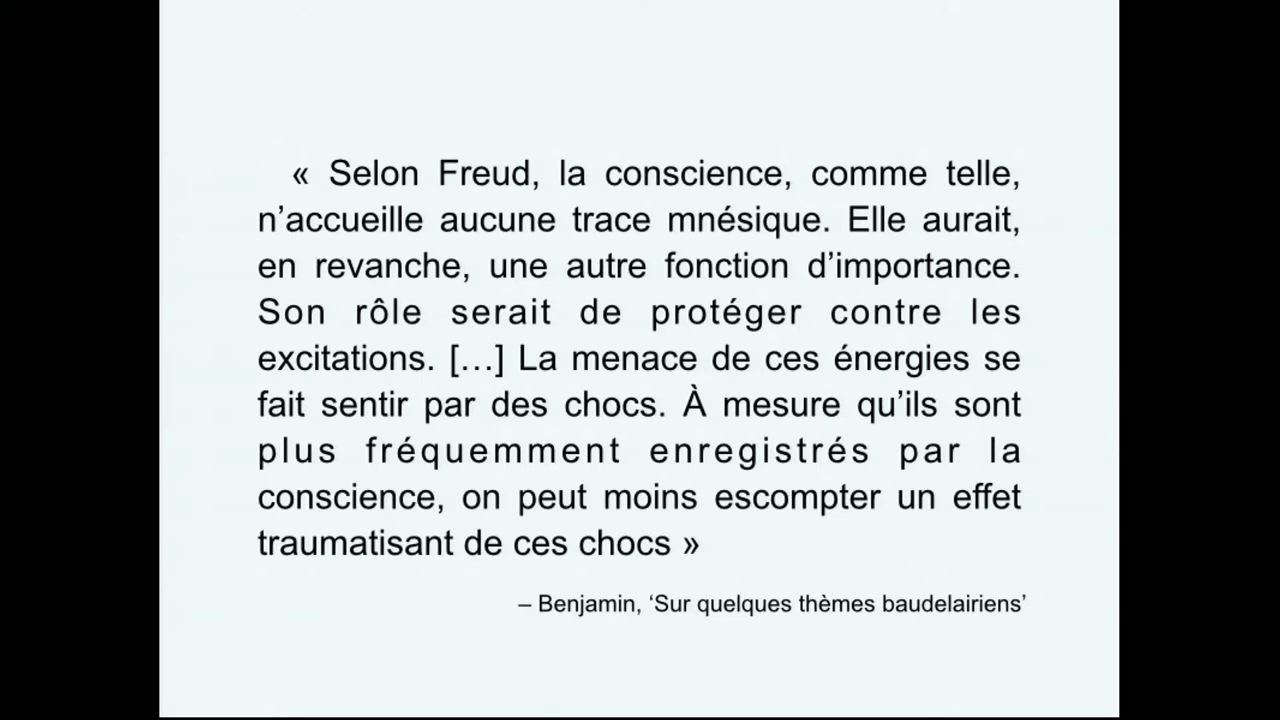 « Selon Freud, la conscience, comme telle,
n’accueille aucune trace mnésique. Elle aurait,
en revanche, une autre fonction d’importance.
Son rôle serait de protéger contre les
excitations. […] La menace de ces énergies se
fait sentir par des chocs. À mesure qu’ils sont
plus fréquemment enregistrés par la
conscience, on peut moins escompter un effet
traumatisant de ces chocs »
– Benjamin, ‘Sur quelques thèmes baudelairiens’